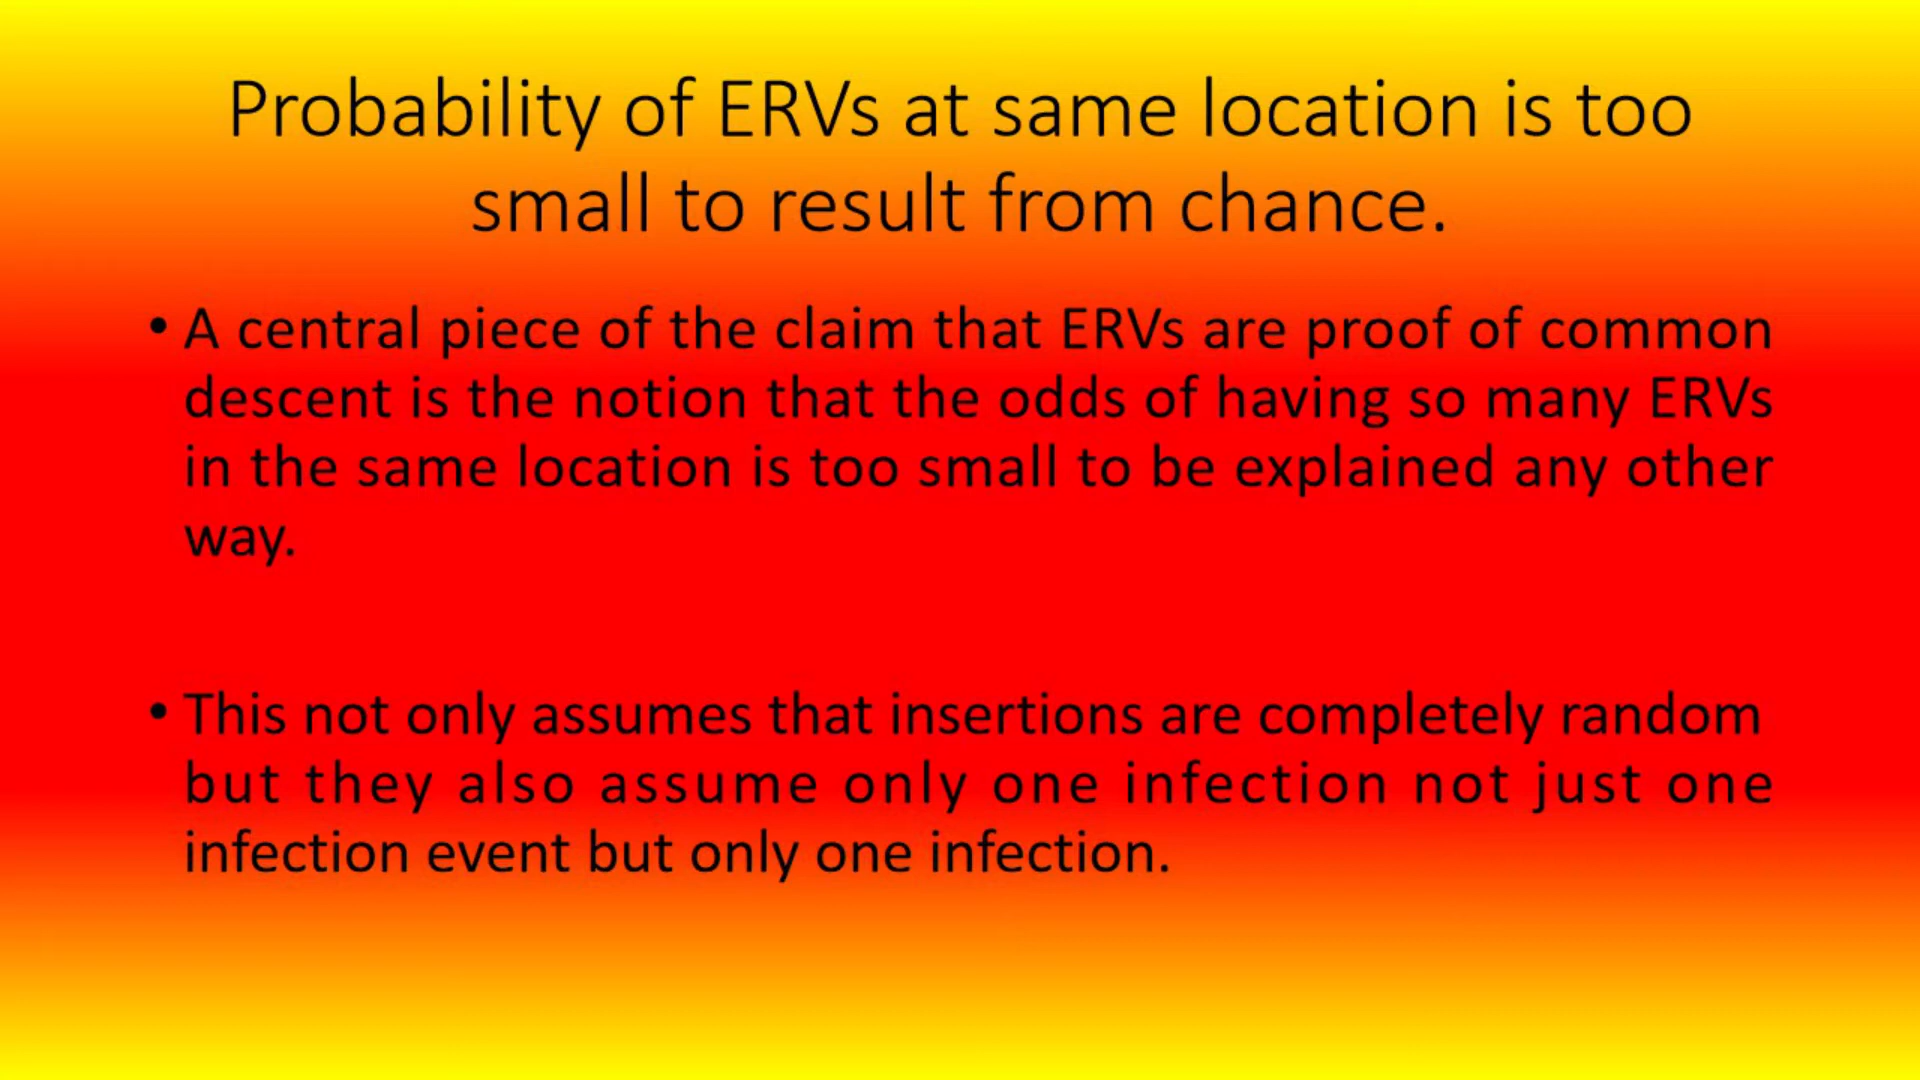 Probability of ERVs at same location is too
small to result from chance.
• A central piece of the claim that ERVs are proof of common
descent is the notion that the odds of having so many ERVs
in the same location is too small to be explained any other
way.
• This not only assumes that insertions are completely random
but they also assume only one infection not just one
infection event but only one infection.